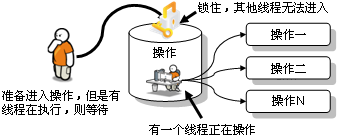 锁住，其他线程无法进入
操作
操作一
操作二
操作N
准备进入操作，但是有
线程在执行，则等待
有一个线程正在操作